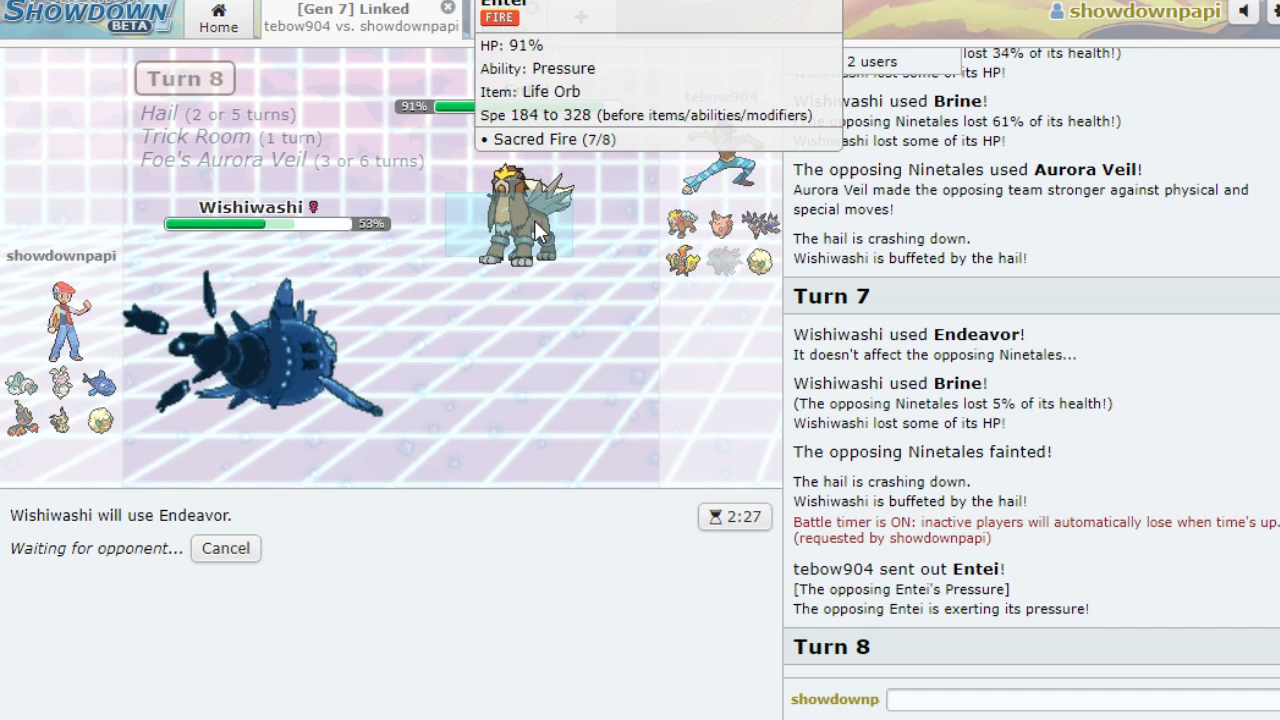 SHOWDOWN
BETA
Home
[Gen 7] Linked
tebow904 vs. showdownpapi
Entei
FIRE
HP: 91%
Ability: Pressure
Item: Life Orb
Spe 184 to 328 (before items/abilities/modifiers)
• Sacred Fire (7/8)
showdownpapi
2 users
Turn 8
Hail (2 or 5 turns)
Trick Room (1 turn)
Foe's Aurora Veil (3 or 6 turns)
91%
tebow904
Wishiwashi
53%
showdownpapi
Wishiwashi will use Endeavor.
2:27
Waiting for opponent...
Cancel
lost 34% of its health!)
lost some of its HP!
Wishiwashi used Brine!
opposing Ninetales lost 61% of its health!)
Wishiwashi lost some of its HP!
The opposing Ninetales used Aurora Veil!
Aurora Veil made the opposing team stronger against physical and
special moves!
The hail is crashing down.
Wishiwashi is buffeted by the hail!
Turn 7
Wishiwashi used Endeavor!
It doesn't affect the opposing Ninetales...
Wishiwashi used Brine!
(The opposing Ninetales lost 5% of its health!)
Wishiwashi lost some of its HP!
The opposing Ninetales fainted!
The hail is crashing down.
Wishiwashi is buffeted by the hail!
Battle timer is ON: inactive players will automatically lose when time's up.
(requested by showdownpapi)
tebow904 sent out Entei!
[The opposing Entei's Pressure]
The opposing Entei is exerting its pressure!
Turn 8
showdownp